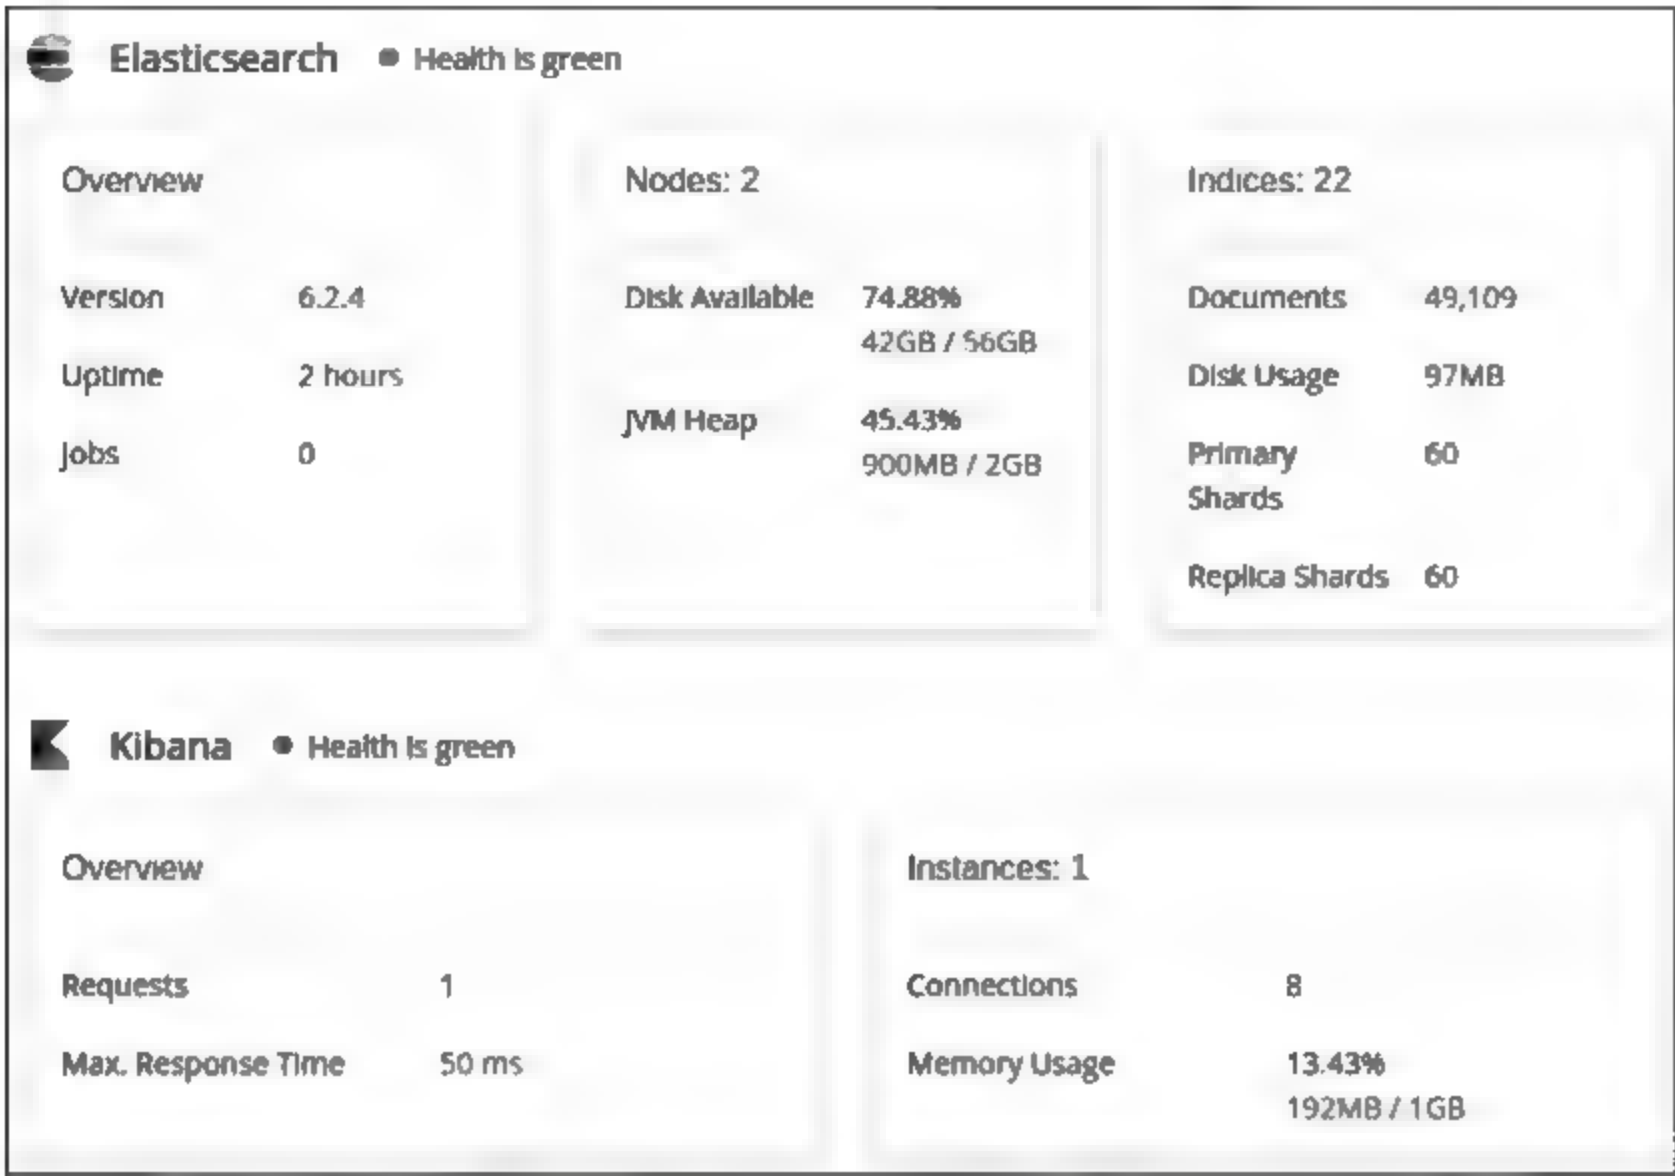 Elasticsearch Health is green
Overview
Version 6.2.4
Uptime 2 hours
Jobs 0
Nodes: 2
Disk Available 74.88%
42GB / 56GB
JVM Heap 45.43%
900MB / 2GB
Indices: 22
Documents 49,109
Disk Usage 97MB
Primary 60
Shards
Replica Shards 60
Kibana Health is green
Overview
Requests 1
Max. Response Time 50 ms
Instances: 1
Connections 8
Memory Usage 13.43%
192MB / 1GB